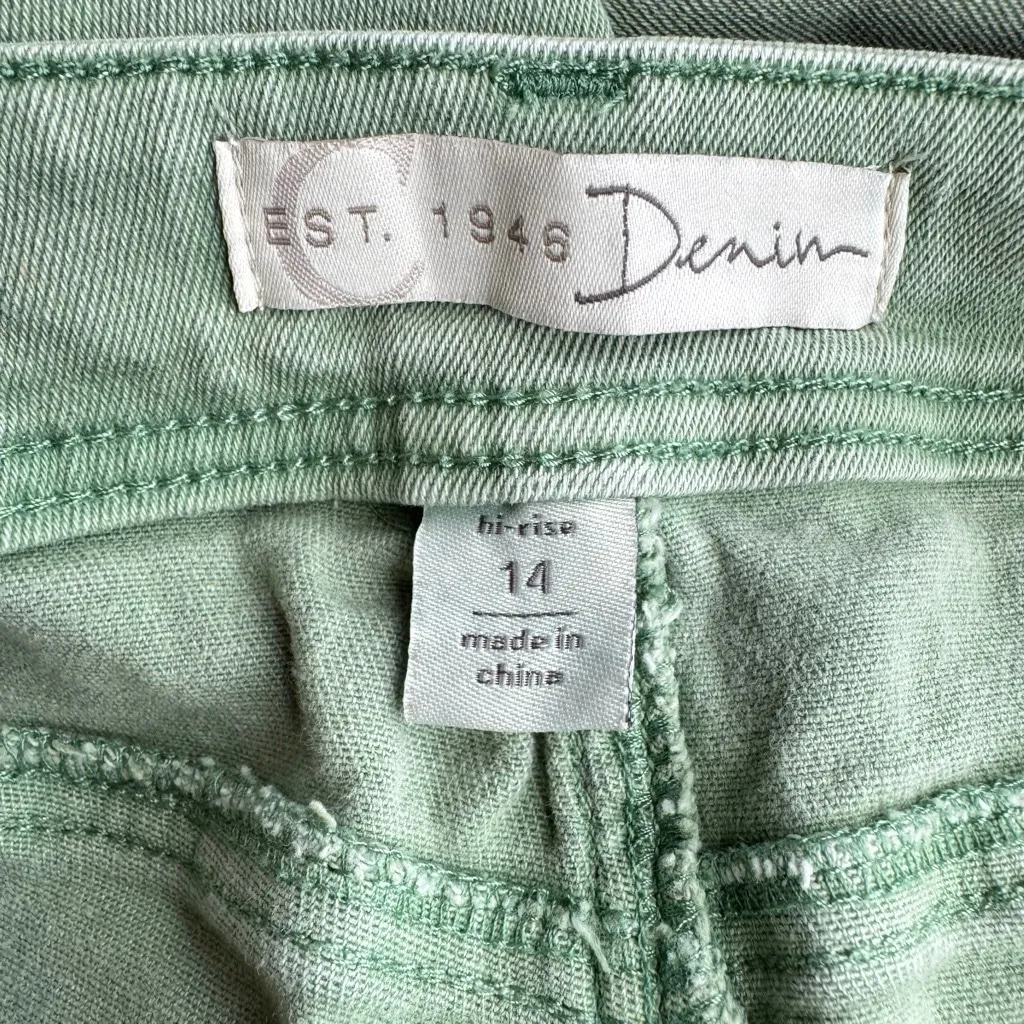 C
EST. 1946 Denim
hi-rise
14
made in
china